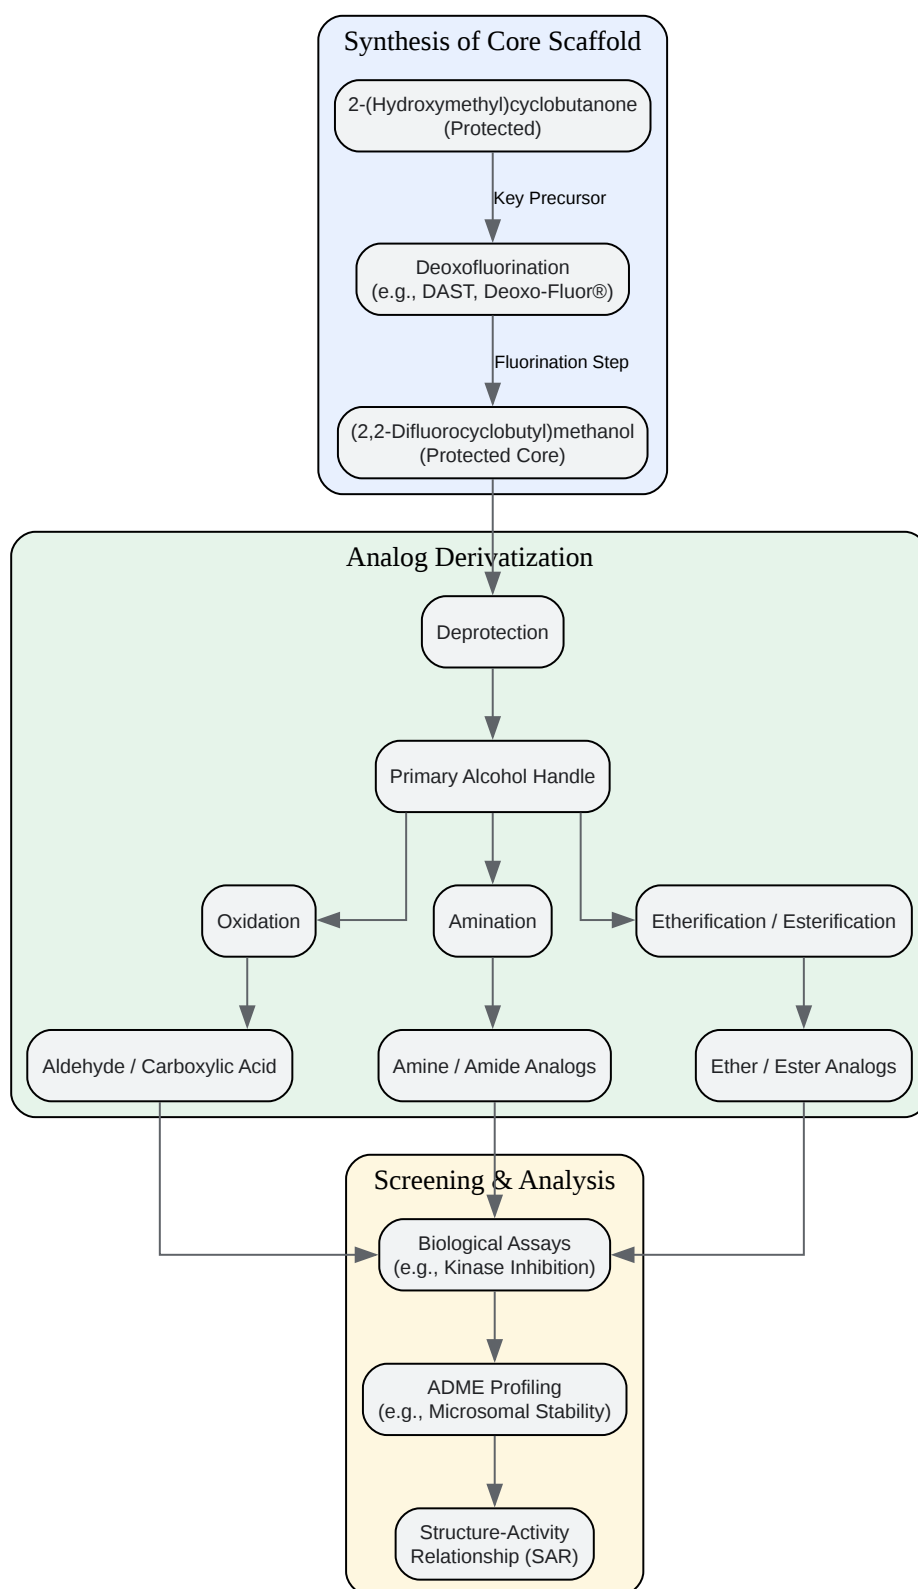 Synthesis of Core Scaffold
2-(Hydroxymethyl)cyclobutanone
(Protected)
Key Precursor
Deoxofluorination
(e.g., DAST, Deoxo-Fluor®)
Fluorination Step
(2,2-Difluorocyclobutyl)methanol
(Protected Core)
Analog Derivatization
Deprotection
Primary Alcohol Handle
Oxidation
Amination
Etherification / Esterification
Aldehyde / Carboxylic Acid
Amine / Amide Analogs
Ether / Ester Analogs
Screening & Analysis
Biological Assays
(e.g., Kinase Inhibition)
ADME Profiling
(e.g., Microsomal Stability)
Structure-Activity
Relationship (SAR)